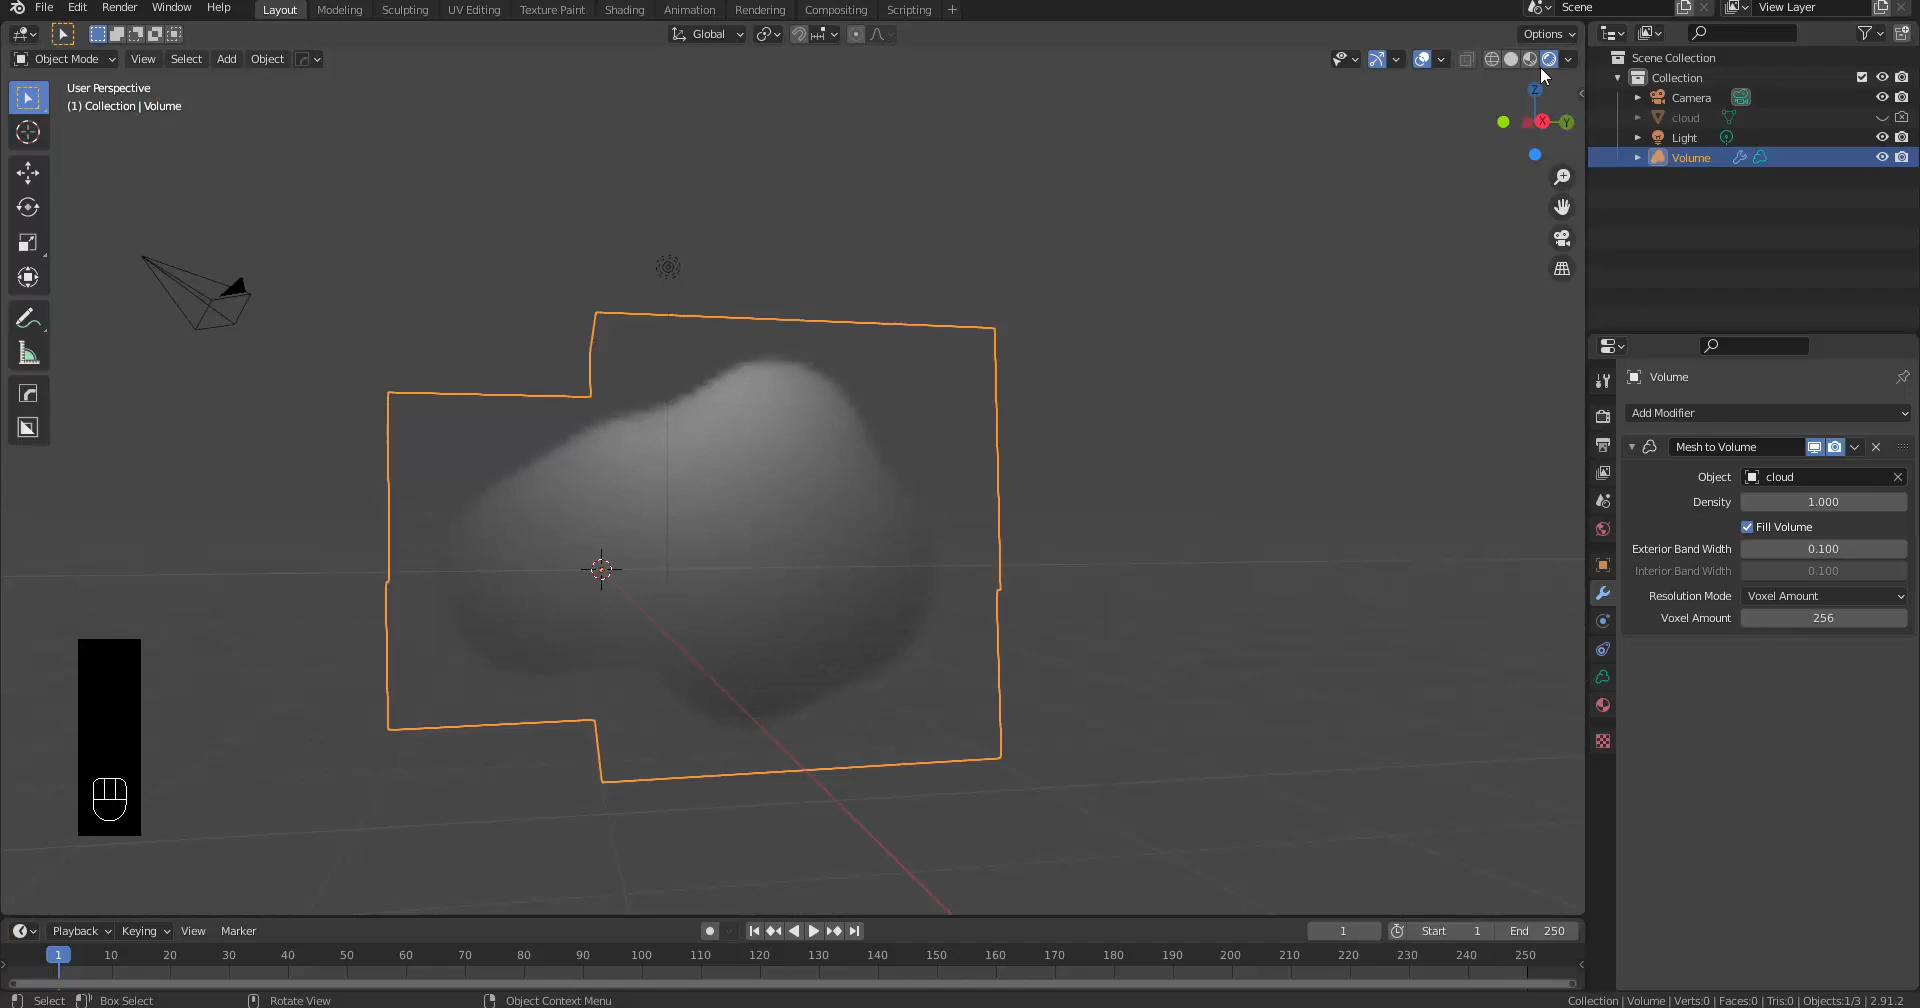 File Edit Render Window Help Layout Modeling Sculpting UV Editing Texture Paint Shading Animation Rendering Compositing Scripting + Scene View Layer
Global Options
Object Mode View Select Add Object
User Perspective
(1) Collection | Volume
Z
X
Y
Scene Collection
Collection
Camera
cloud
Light
Volume
Volume
Add Modifier
Mesh to Volume
Object cloud
Density 1.000
Fill Volume
Exterior Band Width 0.100
Interior Band Width 0.100
Resolution Mode Voxel Amount
Voxel Amount 256
Playback Keying View Marker 1 Start 1 End 250
1 10 20 30 40 50 60 70 80 90 100 110 120 130 140 150 160 170 180 190 200 210 220 230 240 250
Select Box Select Rotate View Object Context Menu Collection | Volume | Verts:0 | Faces:0 | Tris:0 | Objects:1/3 | 2.91.2